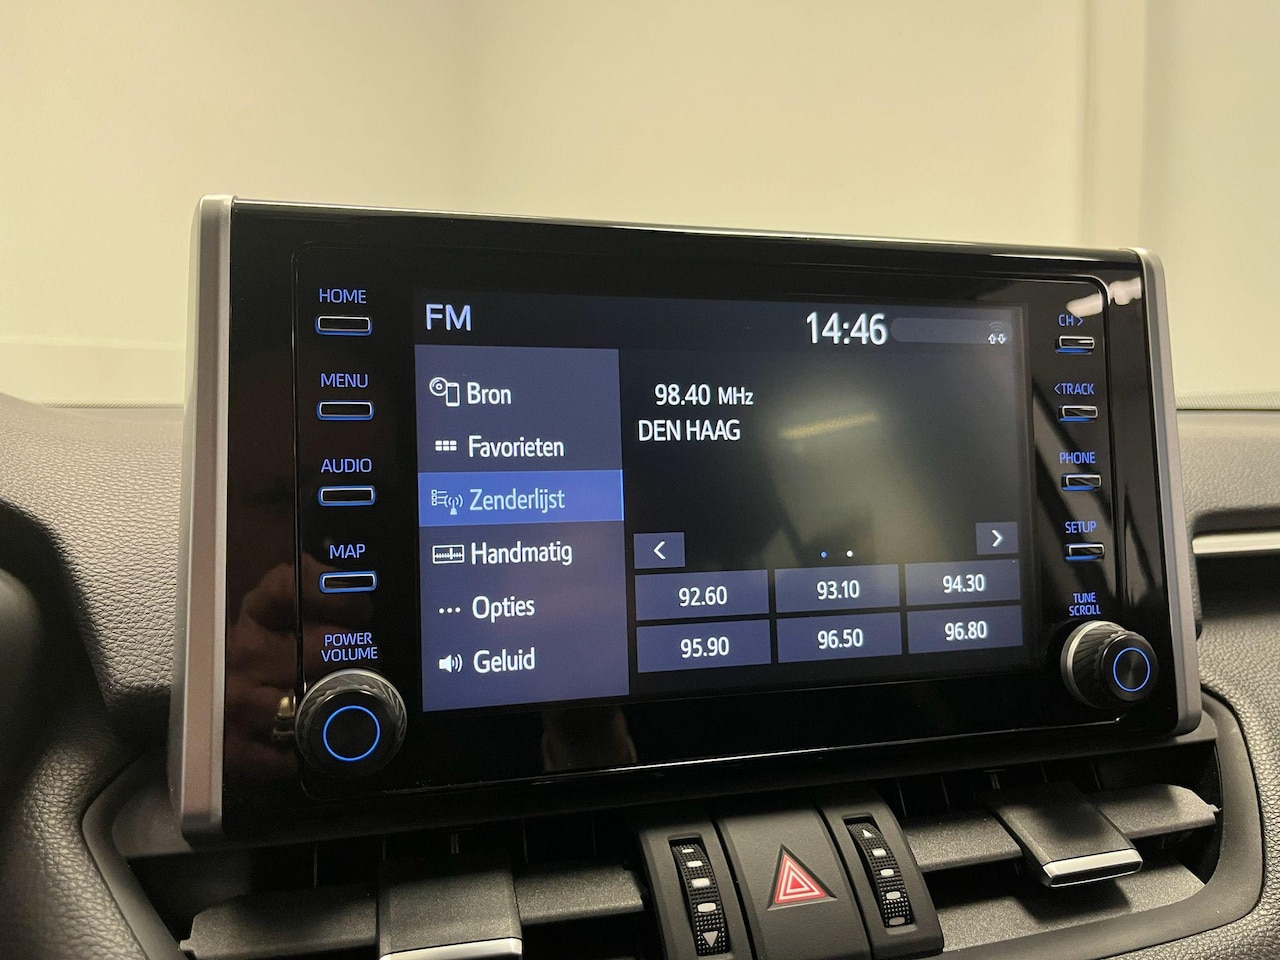 HOME
MENU
AUDIO
MAP
POWER
VOLUME
FM
14:46
Bron
Favorieten
Zenderlijst
Handmatig
Opties
Geluid
98.40 MHz
DEN HAAG
92.60 93.10 94.30
95.90 96.50 96.80
CH >
< TRACK
PHONE
SETUP
TUNE
SCROLL